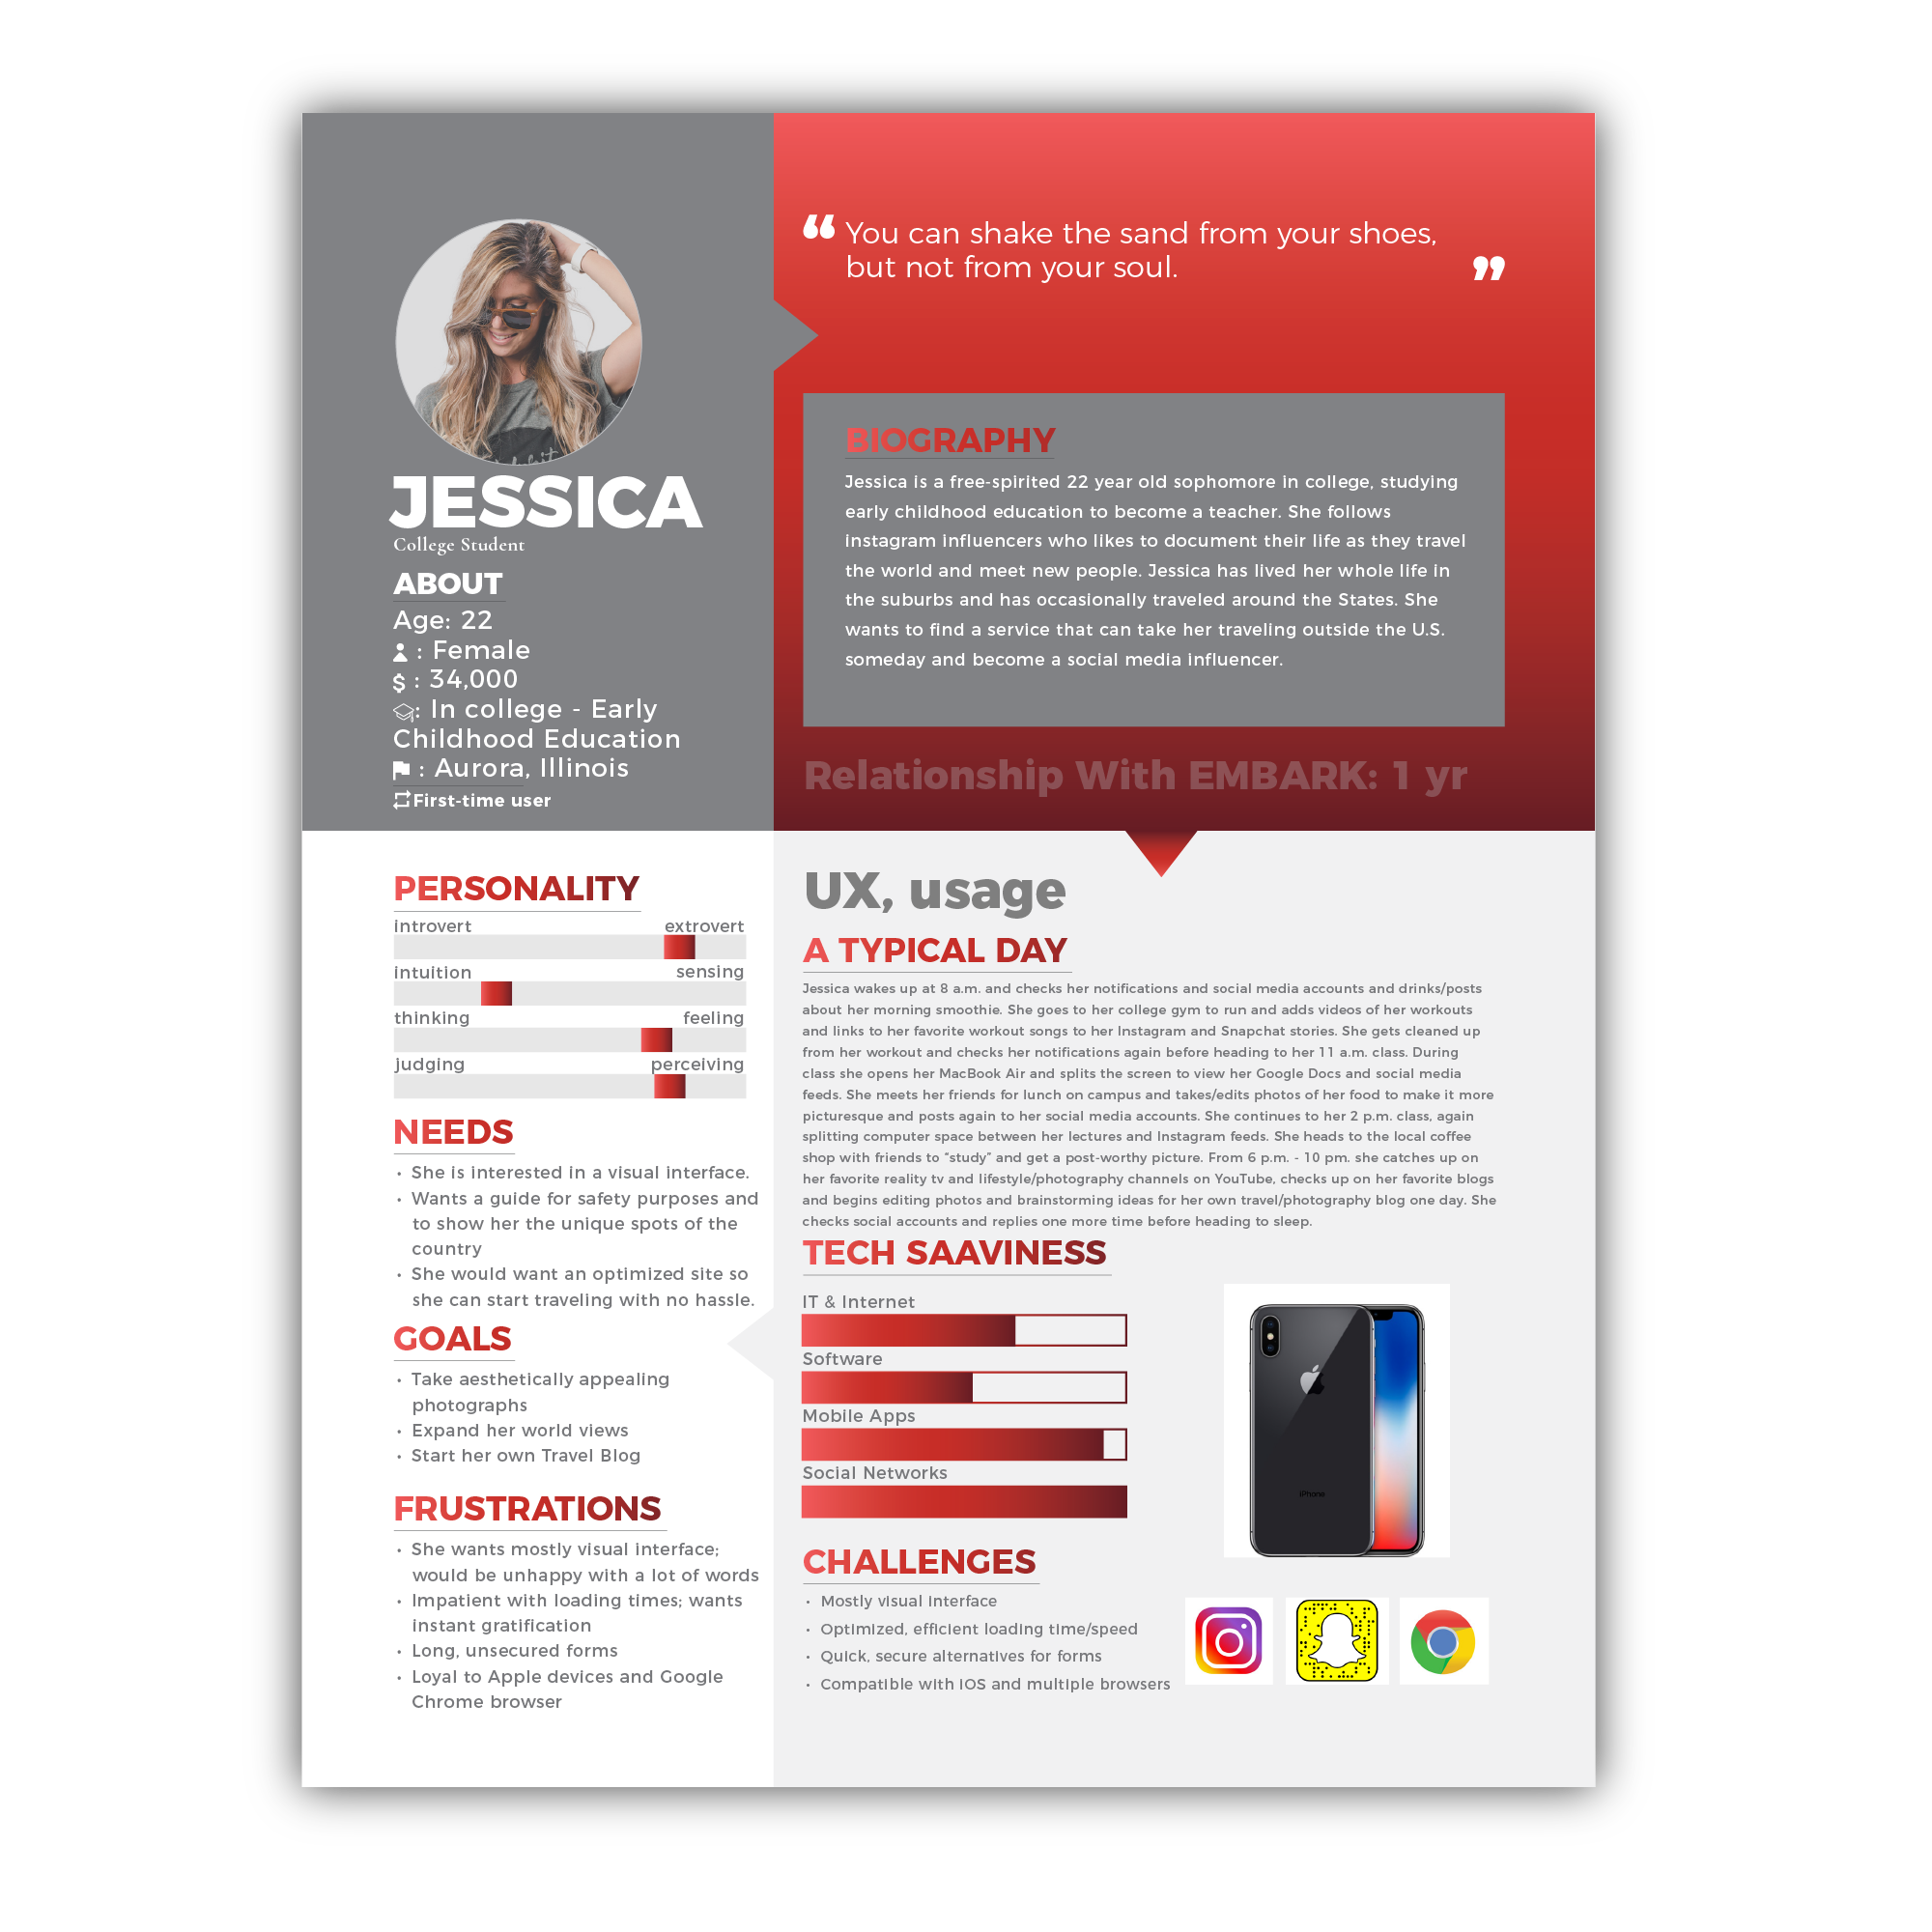 “ You can shake the sand from your shoes,
but not from your soul. ”
JESSICA
College Student
ABOUT
Age: 22
: Female
$ : 34,000
: In college - Early
Childhood Education
: Aurora, Illinois
First-time user
BIOGRAPHY
Jessica is a free-spirited 22 year old sophomore in college, studying
early childhood education to become a teacher. She follows
instagram influencers who likes to document their life as they travel
the world and meet new people. Jessica has lived her whole life in
the suburbs and has occasionally traveled around the States. She
wants to find a service that can take her traveling outside the U.S.
someday and become a social media influencer.
Relationship With EMBARK: 1 yr
PERSONALITY
introvert extrovert
intuition sensing
thinking feeling
judging perceiving
NEEDS
• She is interested in a visual interface.
• Wants a guide for safety purposes and
to show her the unique spots of the
country
• She would want an optimized site so
she can start traveling with no hassle.
GOALS
• Take aesthetically appealing
photographs
• Expand her world views
• Start her own Travel Blog
FRUSTRATIONS
• She wants mostly visual interface;
would be unhappy with a lot of words
• Impatient with loading times; wants
instant gratification
• Long, unsecured forms
• Loyal to Apple devices and Google
Chrome browser
UX, usage
A TYPICAL DAY
Jessica wakes up at 8 a.m. and checks her notifications and social media accounts and drinks/posts
about her morning smoothie. She goes to her college gym to run and adds videos of her workouts
and links to her favorite workout songs to her Instagram and Snapchat stories. She gets cleaned up
from her workout and checks her notifications again before heading to her 11 a.m. class. During
class she opens her MacBook Air and splits the screen to view her Google Docs and social media
feeds. She meets her friends for lunch on campus and takes/edits photos of her food to make it more
picturesque and posts again to her social media accounts. She continues to her 2 p.m. class, again
splitting computer space between her lectures and Instagram feeds. She heads to the local coffee
shop with friends to “study” and get a post-worthy picture. From 6 p.m. - 10 pm. she catches up on
her favorite reality tv and lifestyle/photography channels on YouTube, checks up on her favorite blogs
and begins editing photos and brainstorming ideas for her own travel/photography blog one day. She
checks social accounts and replies one more time before heading to sleep.
TECH SAAVINESS
IT & Internet
Software
Mobile Apps
Social Networks
iPhone
CHALLENGES
• Mostly visual interface
• Optimized, efficient loading time/speed
• Quick, secure alternatives for forms
• Compatible with iOS and multiple browsers